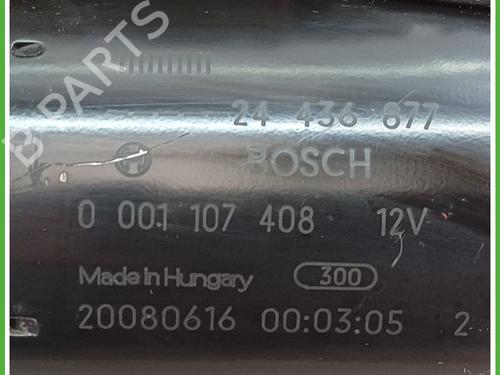 B PARTS
24 436 877
BOSCH
0 001 107 408 12V
Made in Hungary 300
20080616 00:03:05 2